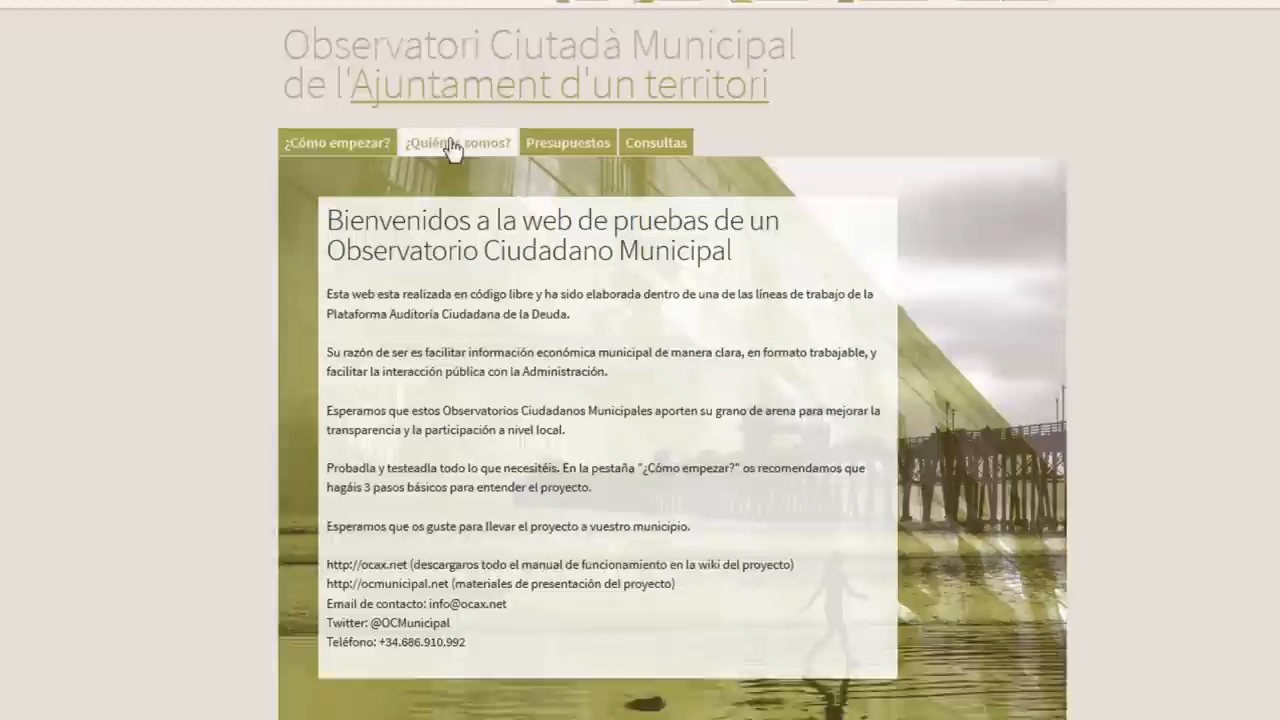 Observatori Ciutadà Municipal
de l'Ajuntament d'un territori
¿Cómo empezar? ¿Quiénes somos? Presupuestos Consultas
Bienvenidos a la web de pruebas de un
Observatorio Ciudadano Municipal
Esta web esta realizada en código libre y ha sido elaborada dentro de una de las líneas de trabajo de la
Plataforma Auditoría Ciudadana de la Deuda.
Su razón de ser es facilitar información económica municipal de manera clara, en formato trabajable, y
facilitar la interacción pública con la Administración.
Esperamos que estos Observatorios Ciudadanos Municipales aporten su grano de arena para mejorar la
transparencia y la participación a nivel local.
Probadla y testeadla todo lo que necesitéis. En la pestaña "¿Cómo empezar?" os recomendamos que
hagáis 3 pasos básicos para entender el proyecto.
Esperamos que os guste para llevar el proyecto a vuestro municipio.
http://ocax.net (descargaros todo el manual de funcionamiento en la wiki del proyecto)
http://ocmunicipal.net (materiales de presentación del proyecto)
Email de contacto: info@ocax.net
Twitter: @OCMunicipal
Teléfono: +34.686.910.992